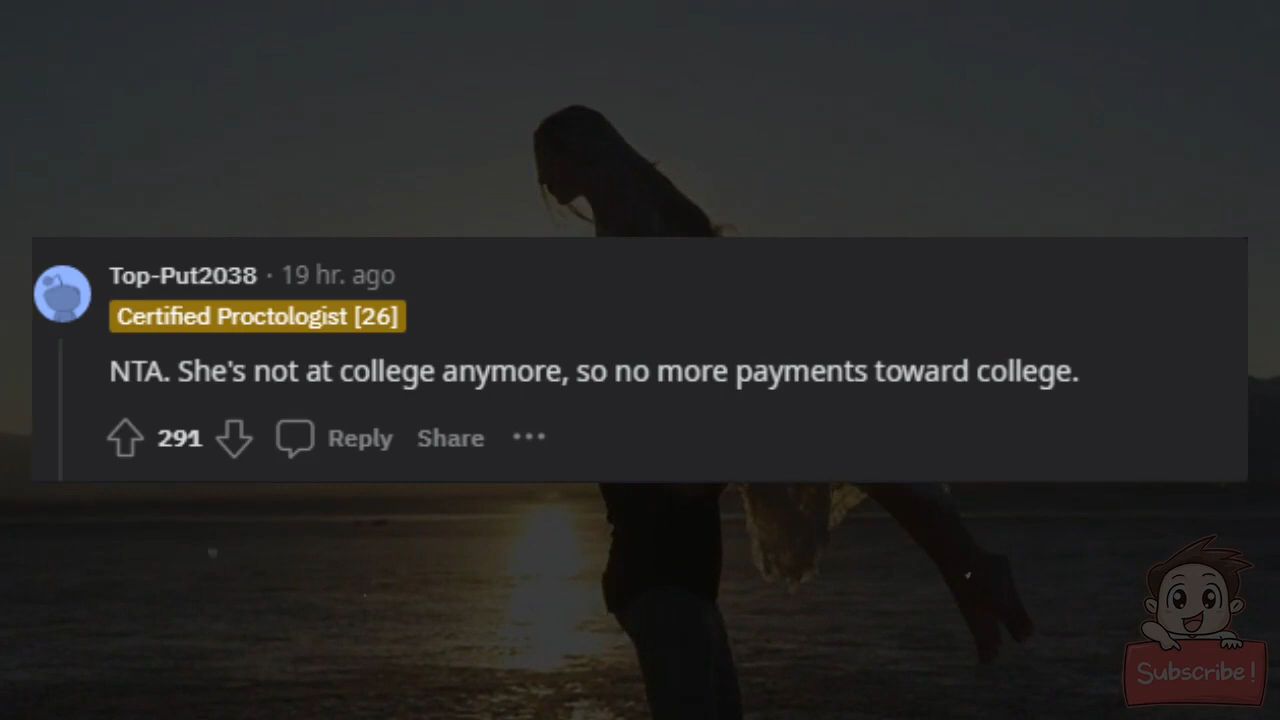 Top-Put2038 · 19 hr. ago
Certified Proctologist [26]
NTA. She's not at college anymore, so no more payments toward college.
291 Reply Share ···
Subscribe!